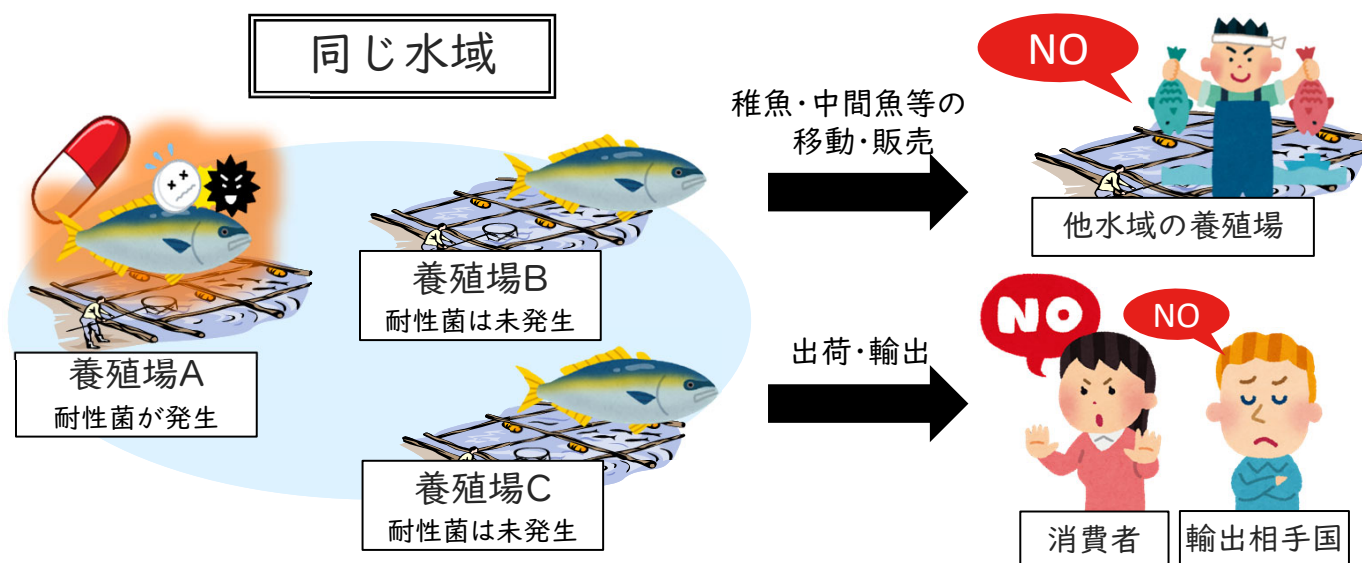 同じ水域
養殖場A
耐性菌が発生
養殖場B
耐性菌は未発生
養殖場C
耐性菌は未発生
稚魚・中間魚等の
移動・販売
NO
他水域の養殖場
出荷・輸出
NO
NO
消費者
輸出相手国